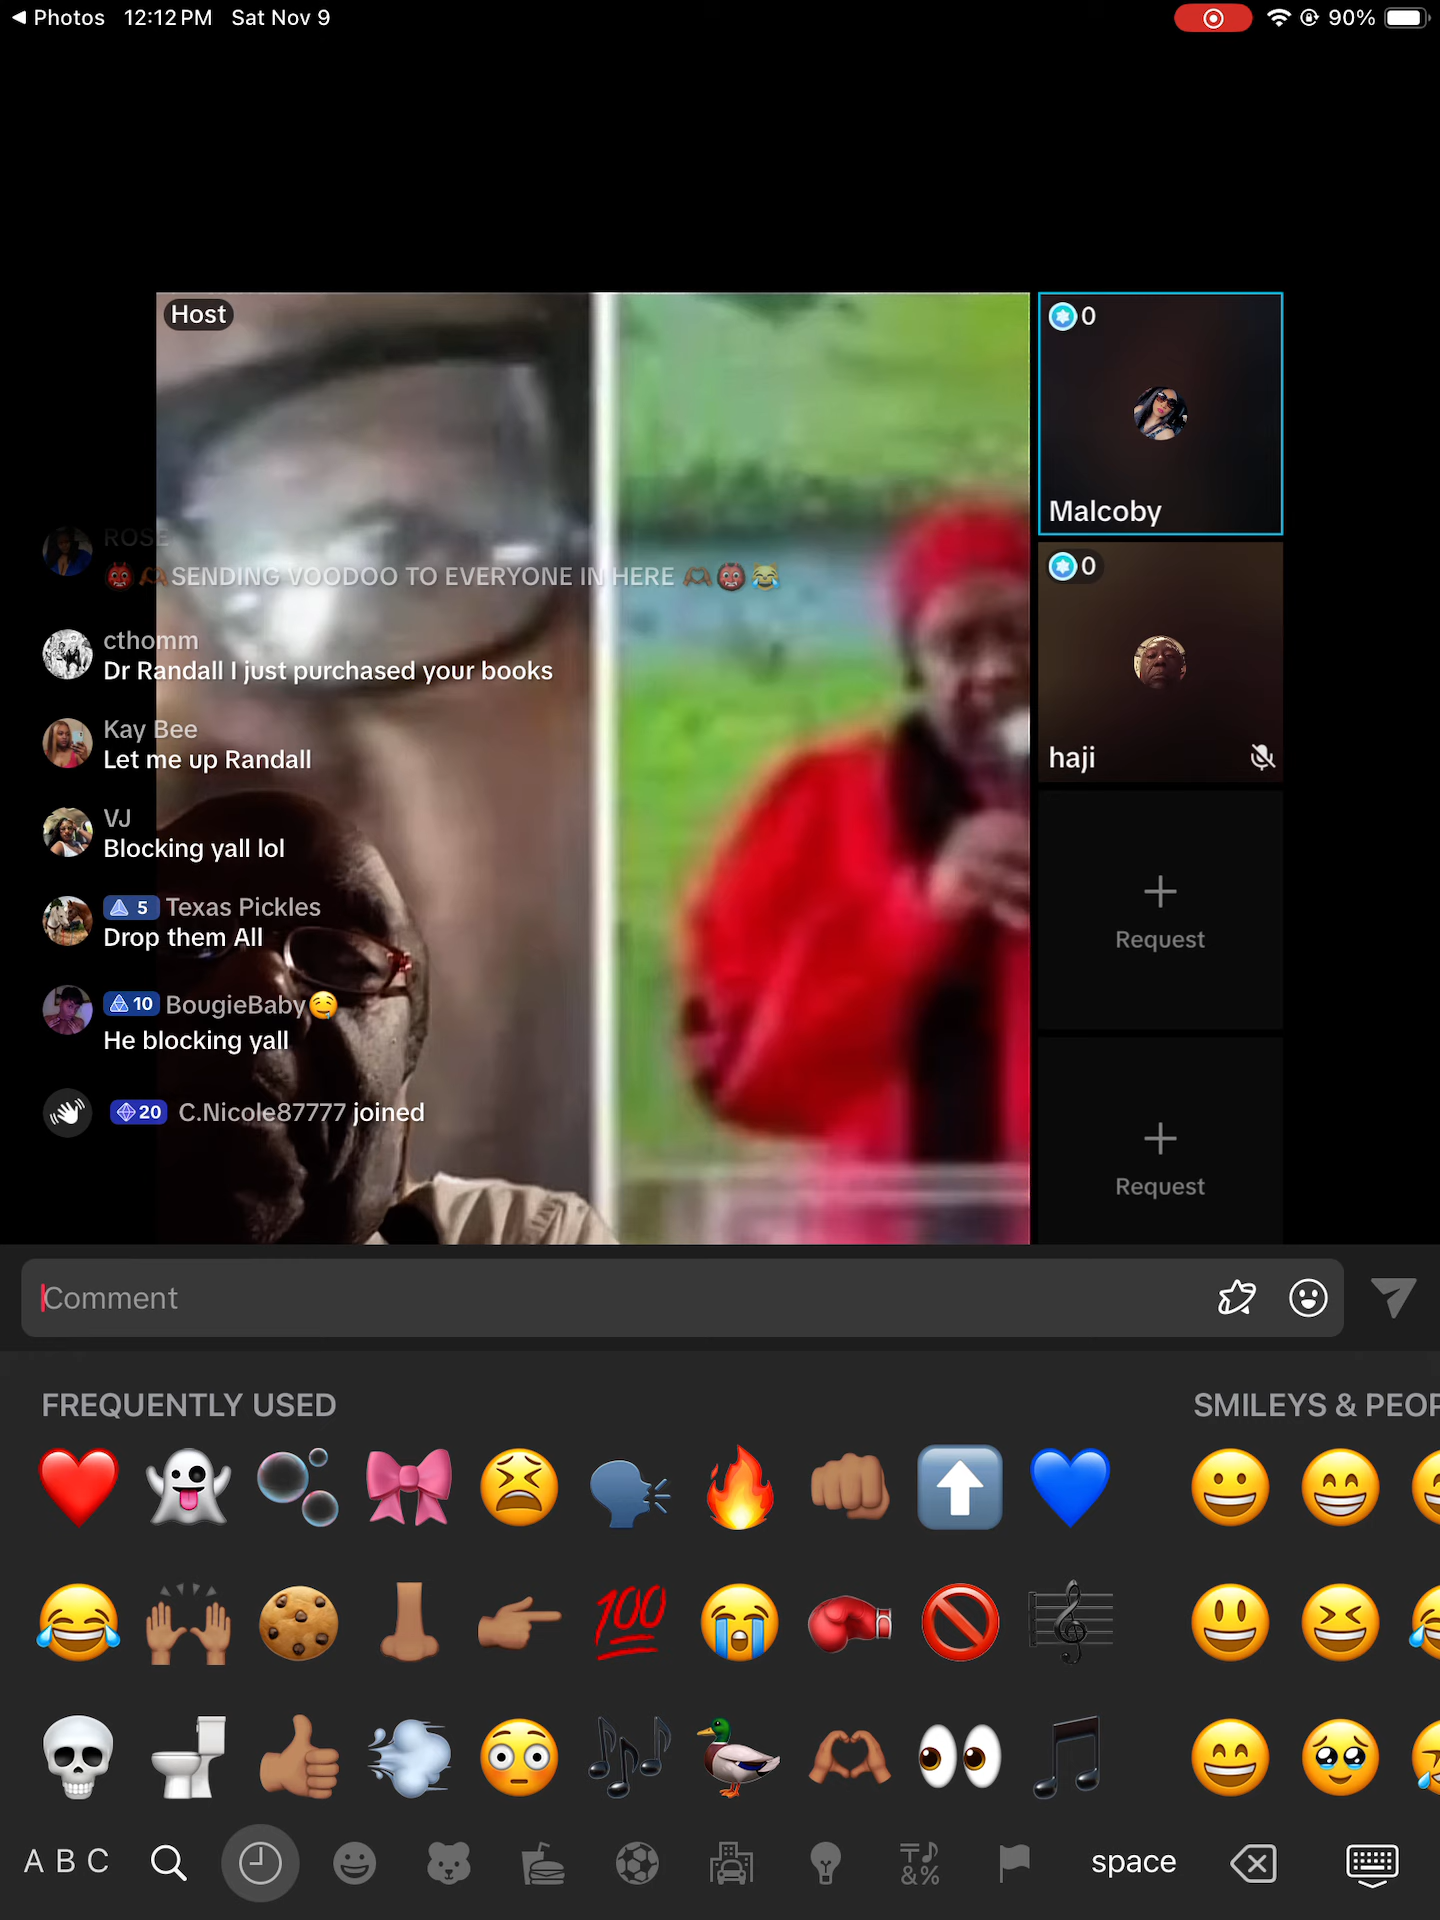 Photos 12:12 PM Sat Nov 9
90%
Host
0
Malcoby
0
haji
Request
Request
ROSE
👹🫶🏾SENDING VOODOO TO EVERYONE IN HERE 🫶🏾👹😂
cthomm
Dr Randall I just purchased your books
Kay Bee
Let me up Randall
VJ
Blocking yall lol
5 Texas Pickles
Drop them All
10 BougieBaby🤤
He blocking yall
20 C.Nicole87777 joined
Comment
FREQUENTLY USED
SMILEYS & PEOP
100
ABC
space